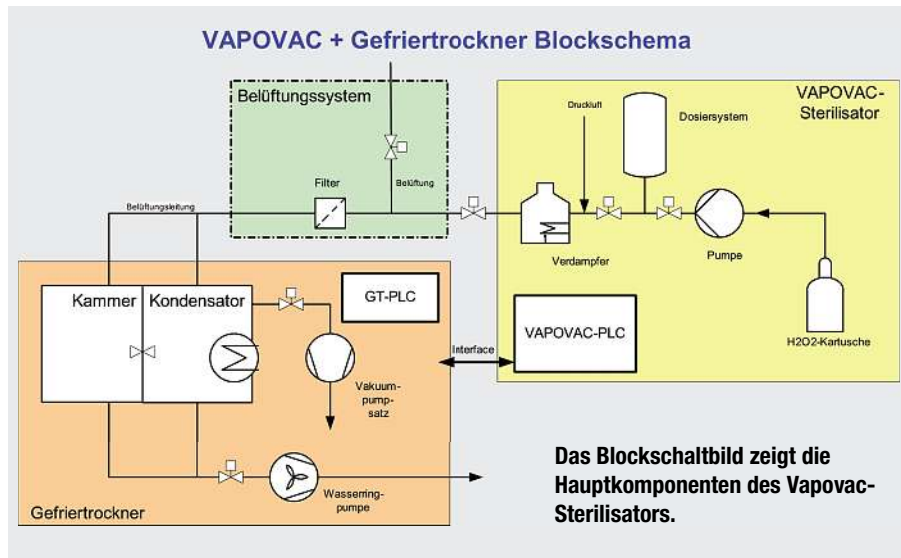 VAPOVAC + Gefriertrockner Blockschema
Belüftungssystem
VAPOVAC-
Sterilisator
Druckluft
Dosiersystem
Filter
Belüftung
Belüftungsleitung
Verdampfer
Pumpe
H2O2-Kartusche
Kammer
Kondensator
GT-PLC
VAPOVAC-PLC
Interface
Vakuum-
pump-
satz
Wasserring-
pumpe
Gefriertrockner
Das Blockschaltbild zeigt die
Hauptkomponenten des Vapovac-
Sterilisators.